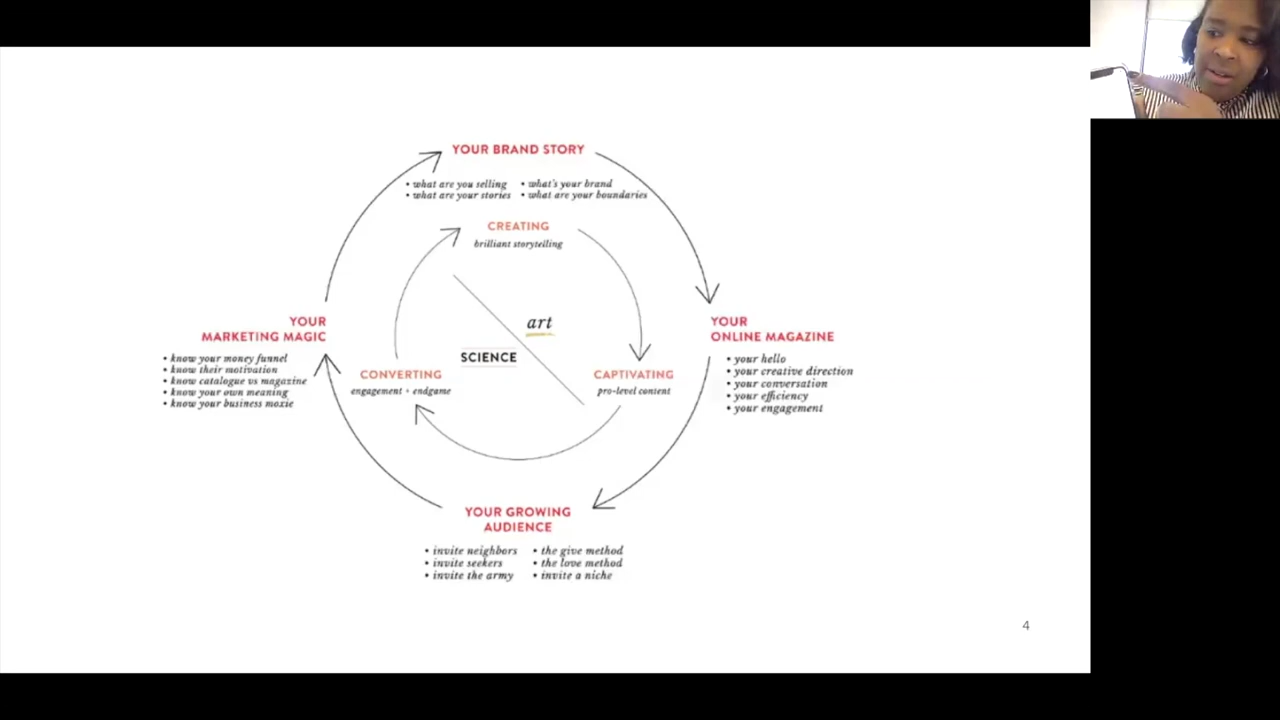 YOUR BRAND STORY
• what are you selling • what's your brand
• what are your stories • what are your boundaries
CREATING
brilliant storytelling
art
SCIENCE
YOUR
MARKETING MAGIC
• know your money funnel
• know their motivation
• know catalogue vs magazine
• know your own meaning
• know your business moxie
CONVERTING
engagement + endgame
CAPTIVATING
pro-level content
YOUR
ONLINE MAGAZINE
• your hello
• your creative direction
• your conversation
• your efficiency
• your engagement
YOUR GROWING
AUDIENCE
• invite neighbors • the give method
• invite seekers • the love method
• invite the army • invite a niche
4